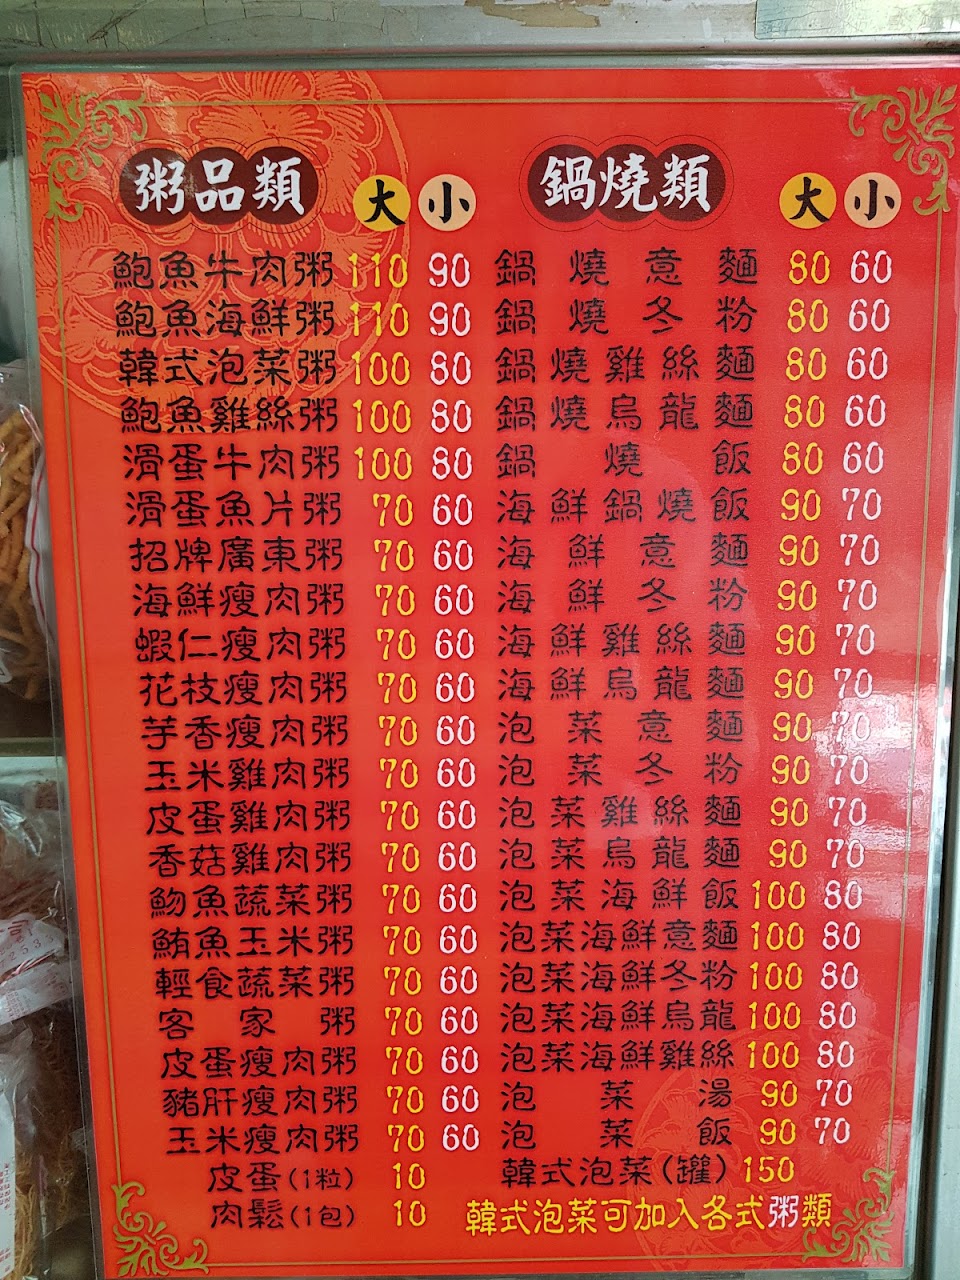 粥品類 大 小
鮑魚牛肉粥 110 90
鮑魚海鮮粥 110 90
韓式泡菜粥 100 80
鮑魚雞絲粥 100 80
滑蛋牛肉粥 100 80
滑蛋魚片粥 70 60
招牌廣東粥 70 60
海鮮瘦肉粥 70 60
蝦仁瘦肉粥 70 60
花枝瘦肉粥 70 60
芋香瘦肉粥 70 60
玉米雞肉粥 70 60
皮蛋雞肉粥 70 60
香菇雞肉粥 70 60
魩魚蔬菜粥 70 60
鮪魚玉米粥 70 60
輕食蔬菜粥 70 60
客家粥 70 60
皮蛋瘦肉粥 70 60
豬肝瘦肉粥 70 60
玉米瘦肉粥 70 60
皮蛋(1粒) 10
肉鬆(1包) 10
鍋燒類 大 小
鍋燒意麵 80 60
鍋燒冬粉 80 60
鍋燒雞絲麵 80 60
鍋燒烏龍麵 80 60
鍋燒飯 80 60
海鮮鍋燒飯 90 70
海鮮意麵 90 70
海鮮冬粉 90 70
海鮮雞絲麵 90 70
海鮮烏龍麵 90 70
泡菜意麵 90 70
泡菜冬粉 90 70
泡菜雞絲麵 90 70
泡菜烏龍麵 90 70
泡菜海鮮飯 100 80
泡菜海鮮意麵 100 80
泡菜海鮮冬粉 100 80
泡菜海鮮烏龍 100 80
泡菜海鮮雞絲 100 80
泡菜湯 90 70
泡菜飯 90 70
韓式泡菜(罐) 150
韓式泡菜可加入各式粥類